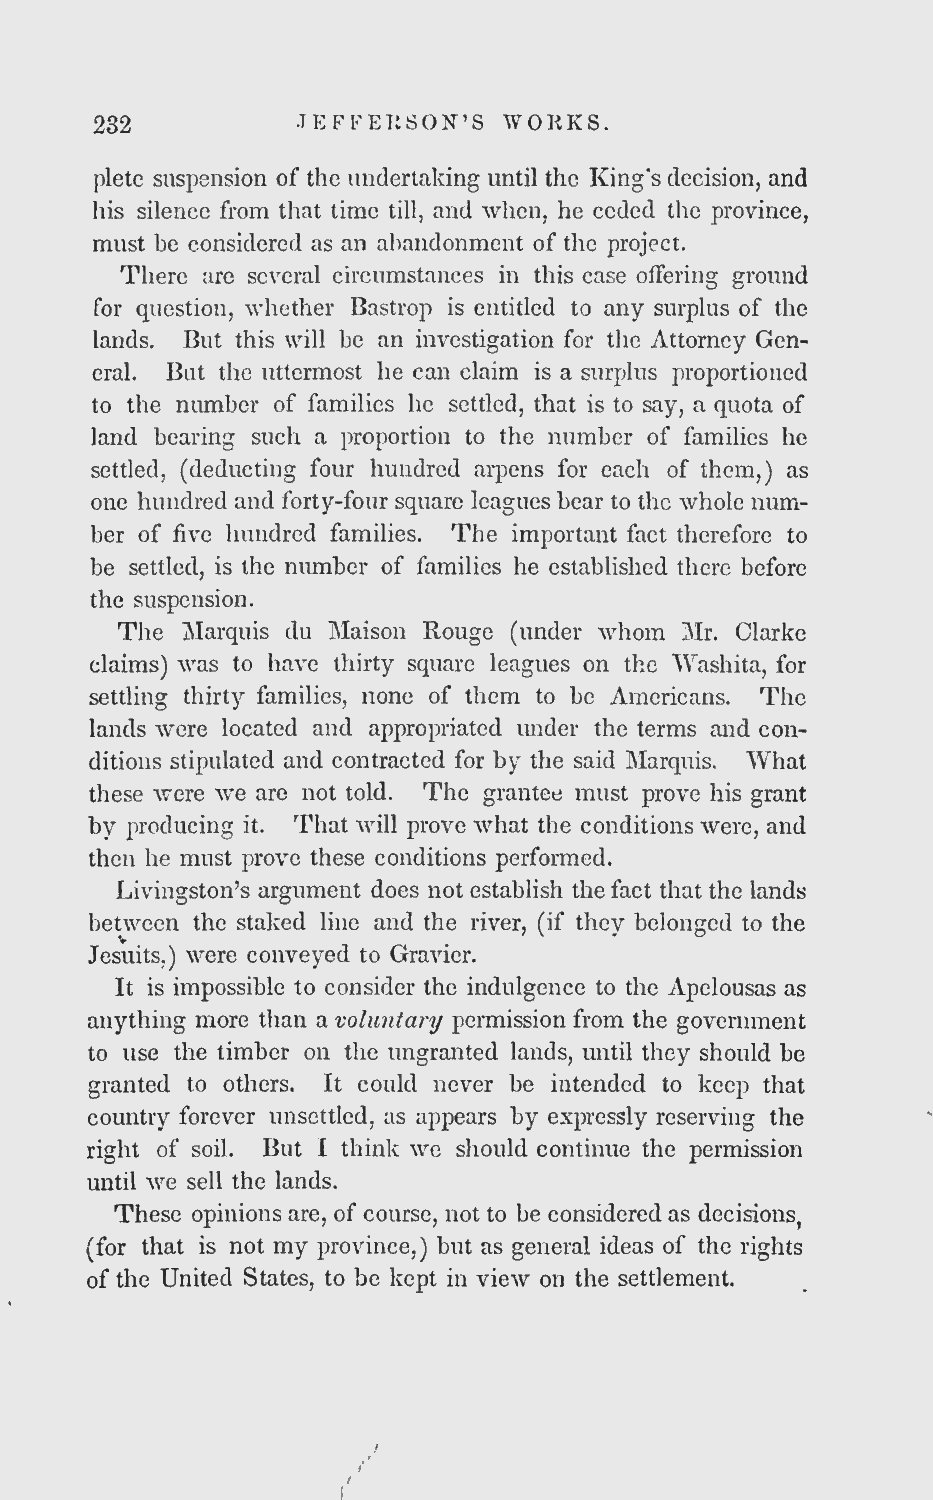 232 JEFFERSON'S WORKS.
plete suspension of the undertaking until the King's decision, and
his silence from that time till, and when, he ceded the province,
must be considered as an abandonment of the project.
There are several circumstances in this case offering ground
for question, whether Bastrop is entitled to any surplus of the
lands. But this will be an investigation for the Attorney Gen-
eral. But the uttermost he can claim is a surplus proportioned
to the number of families he settled, that is to say, a quota of
land bearing such a proportion to the number of families he
settled, (deducting four hundred arpens for each of them,) as
one hundred and forty-four square leagues bear to the whole num-
ber of five hundred families. The important fact therefore to
be settled, is the number of families he established there before
the suspension.
The Marquis du Maison Rouge (under whom Mr. Clarke
claims) was to have thirty square leagues on the Washita, for
settling thirty families, none of them to be Americans. The
lands were located and appropriated under the terms and con-
ditions stipulated and contracted for by the said Marquis. What
these were we are not told. The grantee must prove his grant
by producing it. That will prove what the conditions were, and
then he must prove these conditions performed.
Livingston's argument does not establish the fact that the lands
between the staked line and the river, (if they belonged to the
Jesuits,) were conveyed to Gravier.
It is impossible to consider the indulgence to the Apelousas as
anything more than a voluntary permission from the government
to use the timber on the ungranted lands, until they should be
granted to others. It could never be intended to keep that
country forever unsettled, as appears by expressly reserving the
right of soil. But I think we should continue the permission
until we sell the lands.
These opinions are, of course, not to be considered as decisions,
(for that is not my province,) but as general ideas of the rights
of the United States, to be kept in view on the settlement.